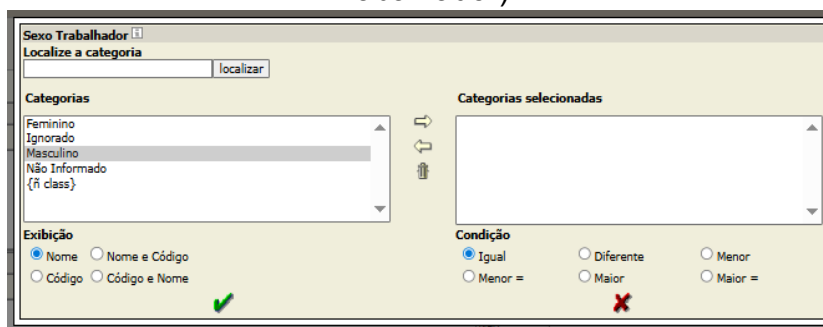 Sexo Trabalhador
Localize a categoria
localizar
Categorias
Categorias selecionadas
Feminino
Ignorado
Masculino
Não Informado
{ñ class}
Exibição
Condição
Nome Nome e Código
Igual Diferente Menor
Código Código e Nome
Menor = Maior Maior =